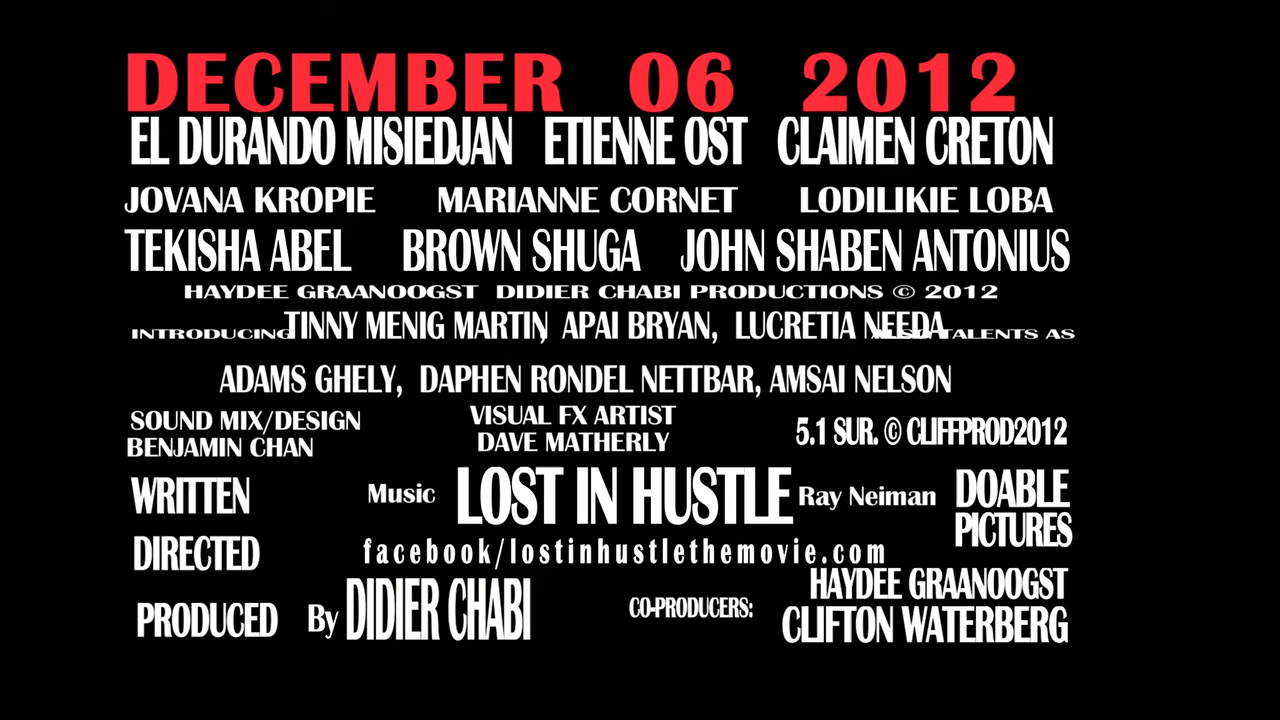 DECEMBER 06 2012
EL DURANDO MISIEDJAN ETIENNE OST CLAIMEN CRETON
JOVANA KROPIE MARIANNE CORNET LODILIKIE LOBA
TEKISHA ABEL BROWN SHUGA JOHN SHABEN ANTONIUS
HAYDEE GRAANOOGST DIDIER CHABI PRODUCTIONS © 2012
INTRODUCING TINNY MENIG MARTIN, APAI BRYAN, LUCRETIA NEEDA ALSO TALENTS AS
ADAMS GHELY, DAPHEN RONDEL NETTBAR, AMSAI NELSON
SOUND MIX/DESIGN VISUAL FX ARTIST
BENJAMIN CHAN DAVE MATHERLY 5.1 SUR. © CLIFFPROD2012
WRITTEN Music LOST IN HUSTLE Ray Neiman DOABLE
PICTURES
DIRECTED facebook/lostinhustlethemovie.com
HAYDEE GRAANOOGST
PRODUCED By DIDIER CHABI CO-PRODUCERS: CLIFTON WATERBERG